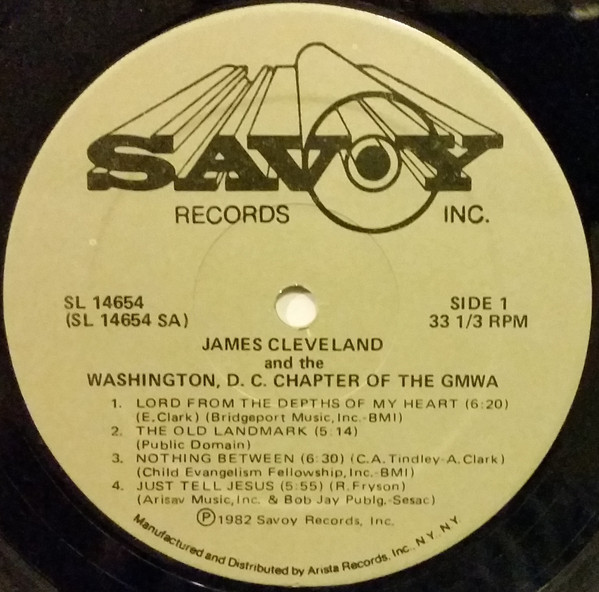 SAVOY
RECORDS INC.
SL 14654 SIDE 1
(SL 14654 SA) 33 1/3 RPM
JAMES CLEVELAND
and the
WASHINGTON, D. C. CHAPTER OF THE GMWA
1. LORD FROM THE DEPTHS OF MY HEART (6:20)
(E.Clark) (Bridgeport Music, Inc.-BMI)
2. THE OLD LANDMARK (5:14)
(Public Domain)
3. NOTHING BETWEEN (6:30) (C.A. Tindley-A.Clark)
(Child Evangelism Fellowship, Inc.-BMI)
4. JUST TELL JESUS (5:55) (R.Fryson)
(Arisav Music, Inc. & Bob Jay Publg.-Sesac)
Ⓟ1982 Savoy Records, Inc.
Manufactured and Distributed by Arista Records, Inc., N.Y., N.Y.